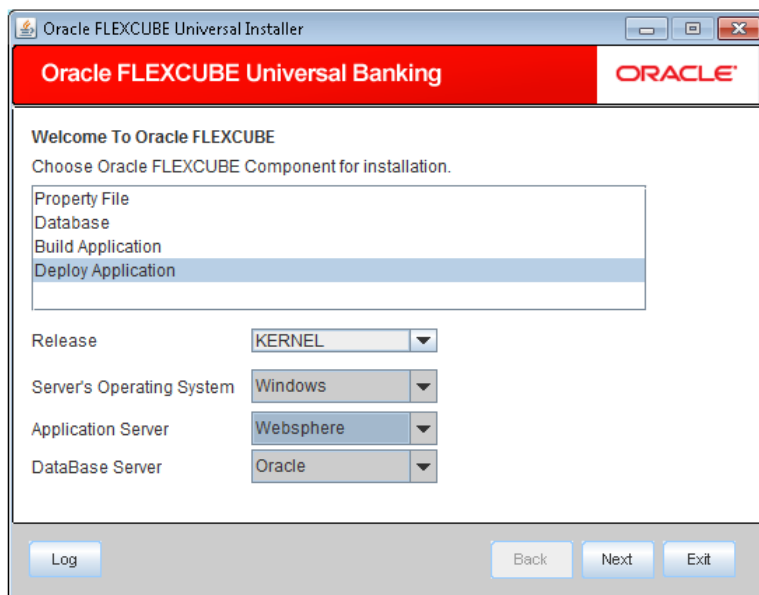 Oracle FLEXCUBE Universal Installer
Oracle FLEXCUBE Universal Banking
ORACLE®
Welcome To Oracle FLEXCUBE
Choose Oracle FLEXCUBE Component for installation.
Property File
Database
Build Application
Deploy Application
Release KERNEL
Server's Operating System Windows
Application Server Websphere
DataBase Server Oracle
Log Back Next Exit